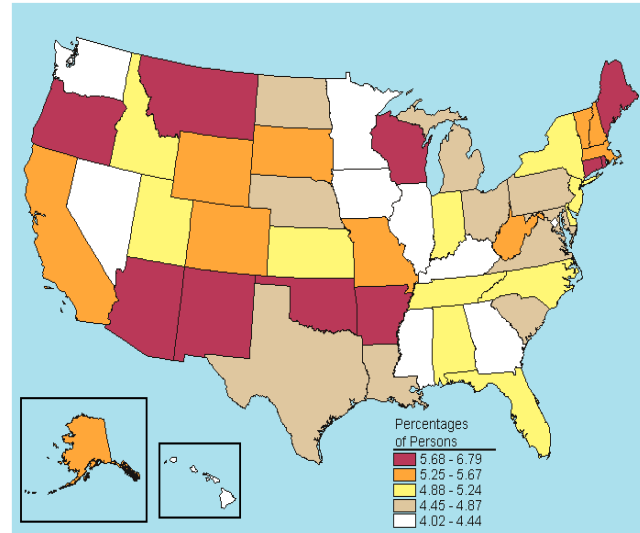 Percentages
of Persons
5.68 - 6.79
5.25 - 5.67
4.88 - 5.24
4.45 - 4.87
4.02 - 4.44